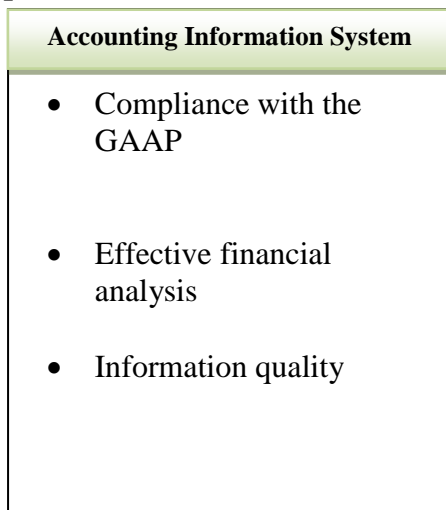 Accounting Information System
• Compliance with the
GAAP
• Effective financial
analysis
• Information quality